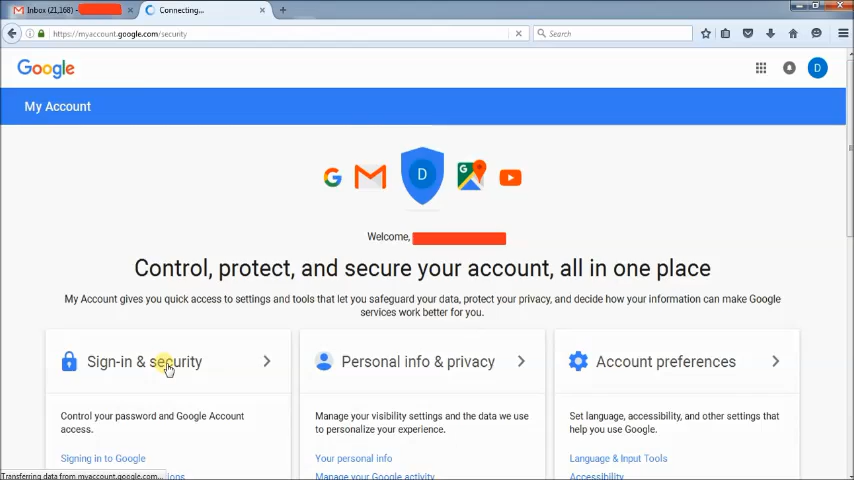 Inbox (21,168) -
Connecting...
https://myaccount.google.com/security
Search
Google
D
My Account
G
D
Welcome,
Control, protect, and secure your account, all in one place
My Account gives you quick access to settings and tools that let you safeguard your data, protect your privacy, and decide how your information can make Google
services work better for you.
Sign-in & security
Personal info & privacy
Account preferences
Control your password and Google Account
access.
Manage your visibility settings and the data we use
to personalize your experience.
Set language, accessibility, and other settings that
help you use Google.
Signing in to Google
Your personal info
Language & Input Tools
Manage your Google activity
Accessibility
Transferring data from myaccount.google.com...